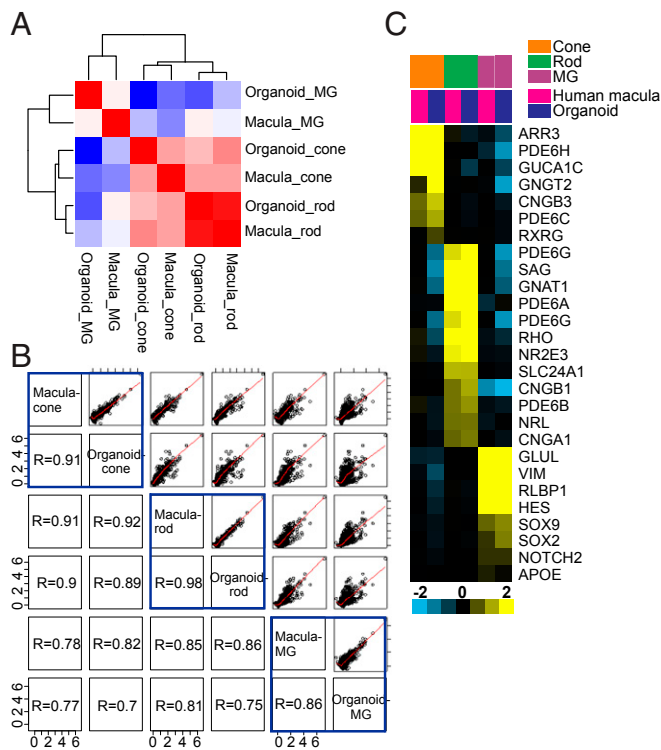 A
Organoid_MG
Macula_MG
Organoid_cone
Macula_cone
Organoid_rod
Macula_rod
Organoid_MG
Macula_MG
Organoid_cone
Macula_cone
Organoid_rod
Macula_rod
B
Macula-
cone
R=0.91
Organoid-
cone
0 2 4 6
R=0.91
R=0.92
Macula-
rod
R=0.9
R=0.89
R=0.98
Organoid-
rod
0 2 4 6
R=0.78
R=0.82
R=0.85
R=0.86
Macula-
MG
R=0.77
R=0.7
R=0.81
R=0.75
R=0.86
Organoid-
MG
0 2 4 6
0 2 4 6
0 2 4 6
0 2 4 6
C
Cone
Rod
MG
Human macula
Organoid
ARR3
PDE6H
GUCA1C
GNGT2
CNGB3
PDE6C
RXRG
PDE6G
SAG
GNAT1
PDE6A
PDE6G
RHO
NR2E3
SLC24A1
CNGB1
PDE6B
NRL
CNGA1
GLUL
VIM
RLBP1
HES
SOX9
SOX2
NOTCH2
APOE
-2 0 2